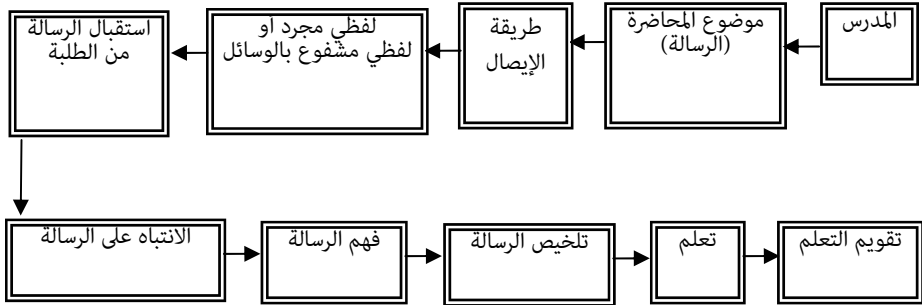 المدرس
موضوع المحاضرة
(الرسالة)
طريقة
الإيصال
لفظي مجرد أو
لفظي مشفوع بالوسائل
استقبال الرسالة
من الطلبة
الانتباه على الرسالة
فهم الرسالة
تلخيص الرسالة
تعلم
تقويم التعلم